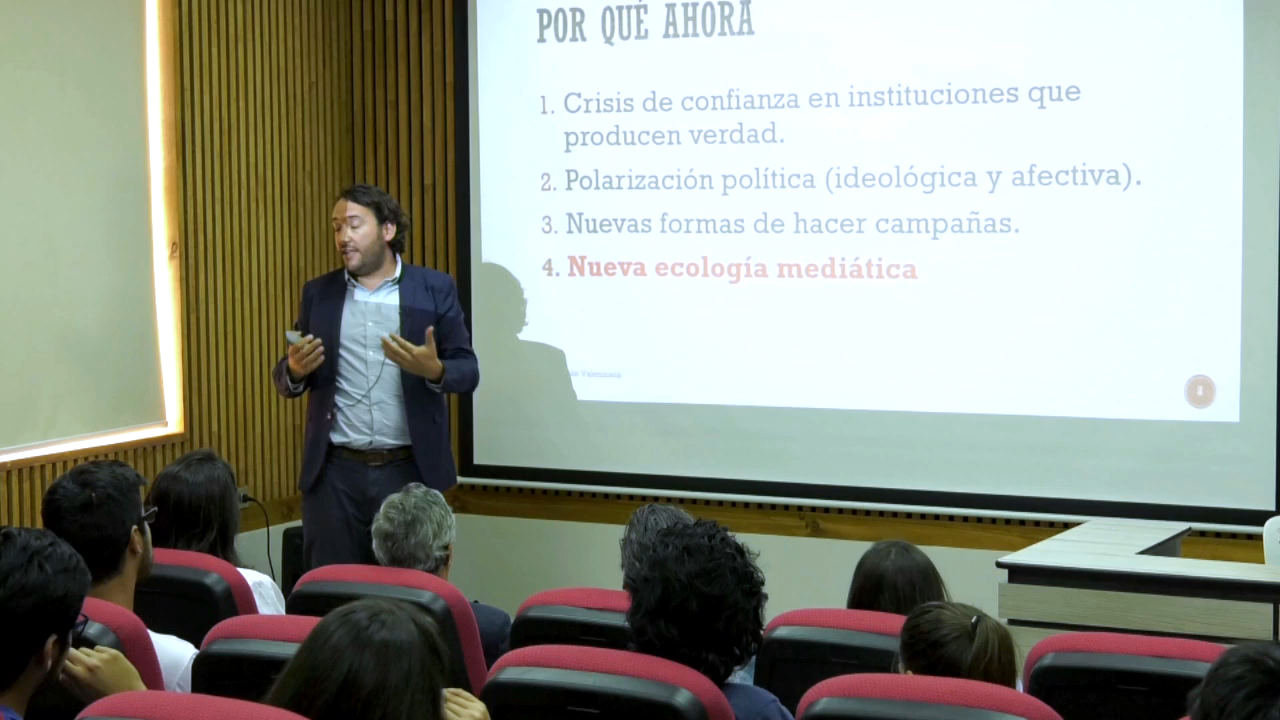 POR QUÉ AHORA
1. Crisis de confianza en instituciones que
producen verdad.
2. Polarización política (ideológica y afectiva).
3. Nuevas formas de hacer campañas.
4. Nueva ecología mediática
Valenzuela